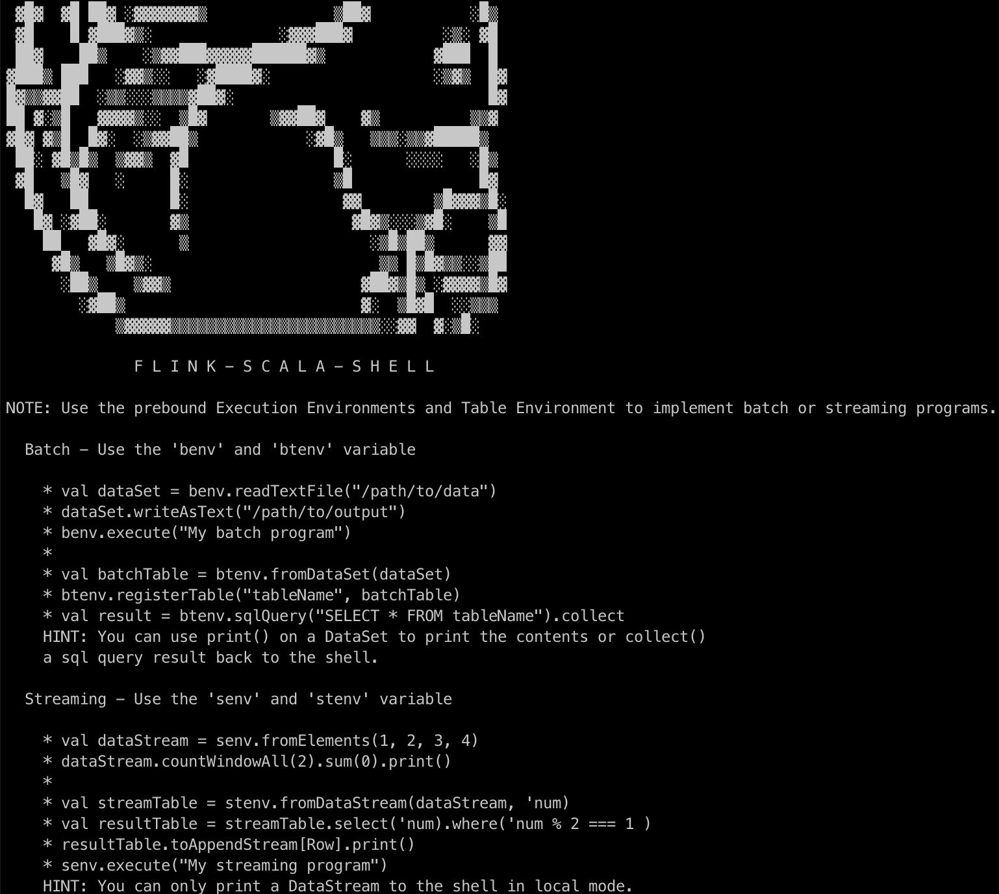 F L I N K - S C A L A - S H E L L
NOTE: Use the prebound Execution Environments and Table Environment to implement batch or streaming programs.
Batch - Use the 'benv' and 'btenv' variable
* val dataSet = benv.readTextFile("/path/to/data")
* dataSet.writeAsText("/path/to/output")
* benv.execute("My batch program")
*
* val batchTable = btenv.fromDataSet(dataSet)
* btenv.registerTable("tableName", batchTable)
* val result = btenv.sqlQuery("SELECT * FROM tableName").collect
HINT: You can use print() on a DataSet to print the contents or collect()
a sql query result back to the shell.
Streaming - Use the 'senv' and 'stenv' variable
* val dataStream = senv.fromElements(1, 2, 3, 4)
* dataStream.countWindowAll(2).sum(0).print()
*
* val streamTable = stenv.fromDataStream(dataStream, 'num)
* val resultTable = streamTable.select('num).where('num % 2 === 1 )
* resultTable.toAppendStream[Row].print()
* senv.execute("My streaming program")
HINT: You can only print a DataStream to the shell in local mode.